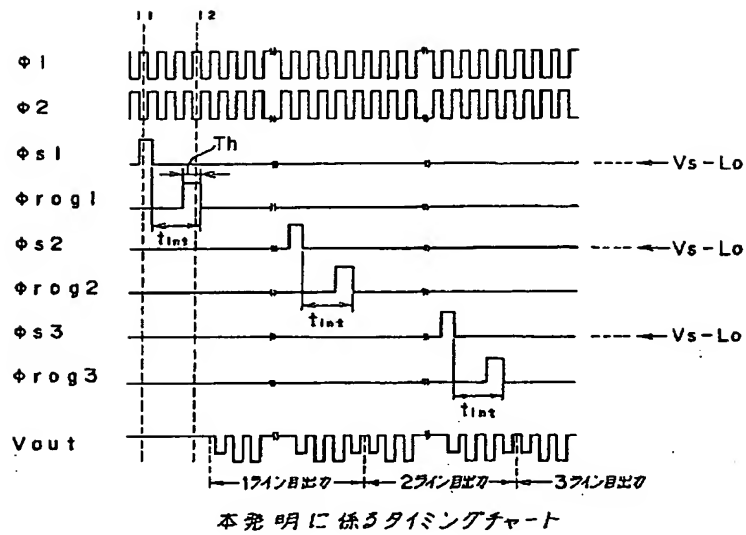 l1 l2
Φ1
Φ2
Φs1 Th Vs-Lo
Φrog1
tint
Φs2 Vs-Lo
Φrog2
tint
Φs3 Vs-Lo
Φrog3
tint
Vout
1ライン目出力 2ライン目出力 3ライン目出力
本発明に係るタイミングチャート